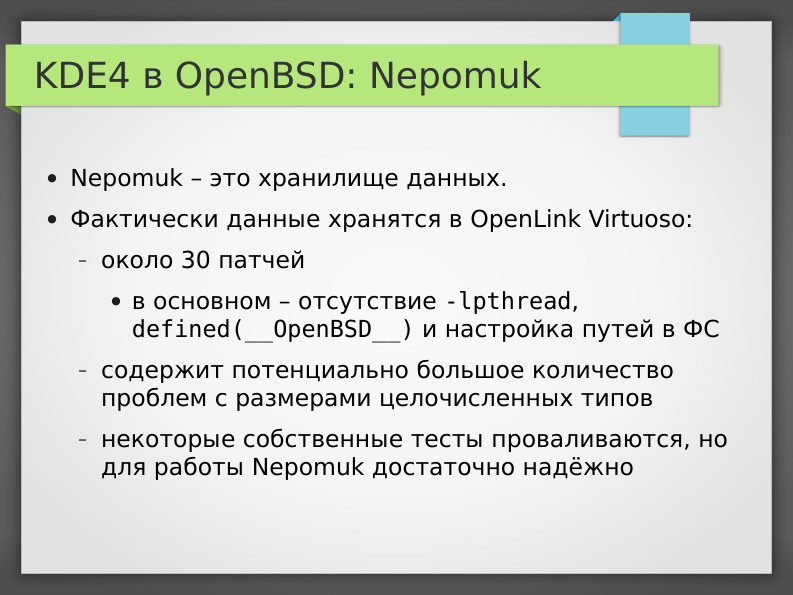 KDE4 в OpenBSD: Nepomuk
● Nepomuk – это хранилище данных.
● Фактически данные хранятся в OpenLink Virtuoso:
– около 30 патчей
● в основном – отсутствие -lpthread,
defined(__OpenBSD__) и настройка путей в ФС
– содержит потенциально большое количество
проблем с размерами целочисленных типов
– некоторые собственные тесты проваливаются, но
для работы Nepomuk достаточно надёжно